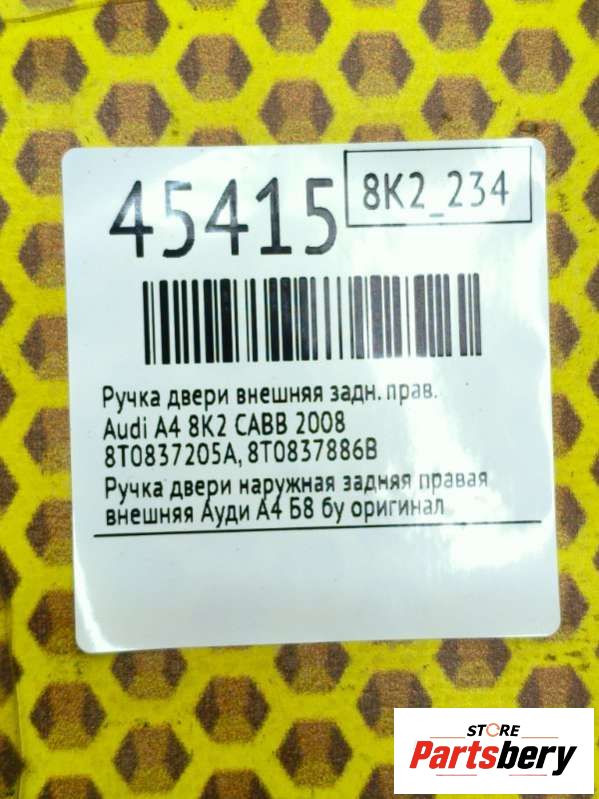 45415
8K2_234
Ручка двери внешняя задн. прав.
Audi A4 8K2 CABB 2008
8T0837205A, 8T0837886B
Ручка двери наружная задняя правая
внешняя Ауди А4 Б8 бу оригинал
STORE
Partsbery